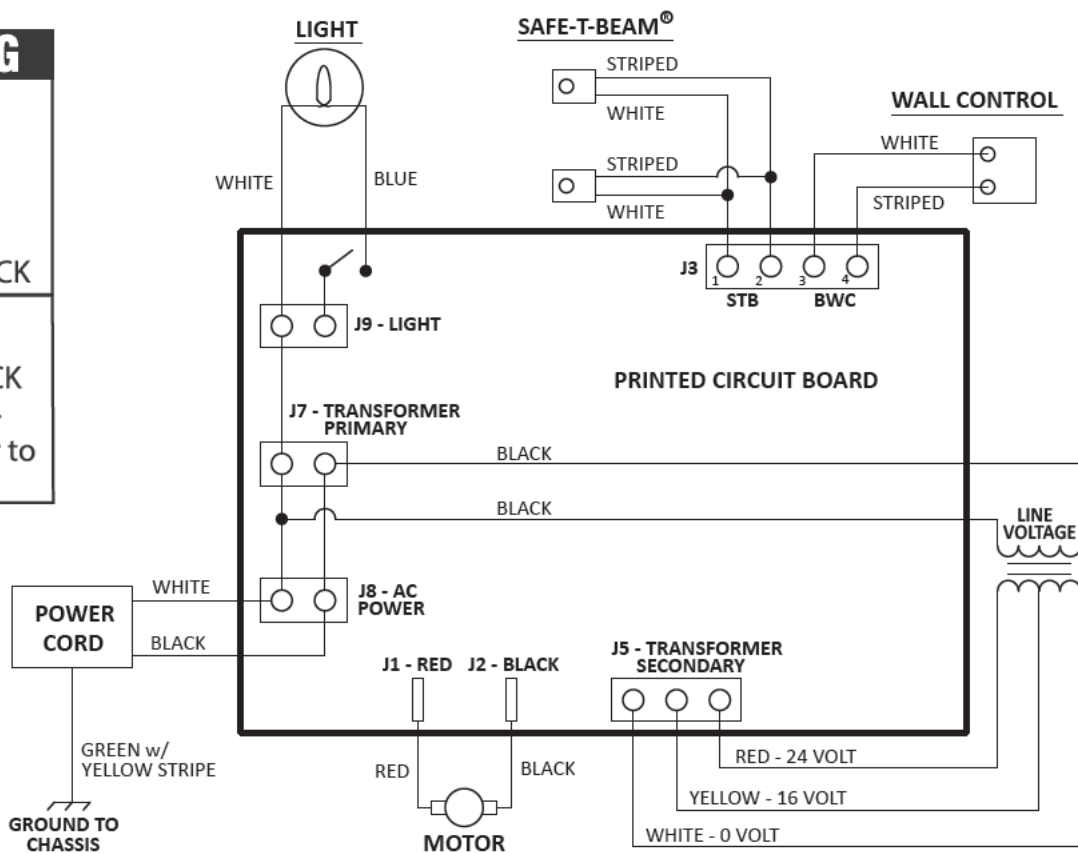 G
CK
CK
to
LIGHT
SAFE-T-BEAM®
STRIPED
WHITE
STRIPED
WHITE
WALL CONTROL
WHITE
STRIPED
WHITE
BLUE
J3
1 2 3 4
STB BWC
J9 - LIGHT
PRINTED CIRCUIT BOARD
J7 - TRANSFORMER
PRIMARY
BLACK
BLACK
LINE
VOLTAGE
WHITE
J8 - AC
POWER
POWER
CORD
BLACK
J1 - RED J2 - BLACK
J5 - TRANSFORMER
SECONDARY
GREEN w/
YELLOW STRIPE
RED
BLACK
RED - 24 VOLT
YELLOW - 16 VOLT
WHITE - 0 VOLT
GROUND TO
CHASSIS
MOTOR